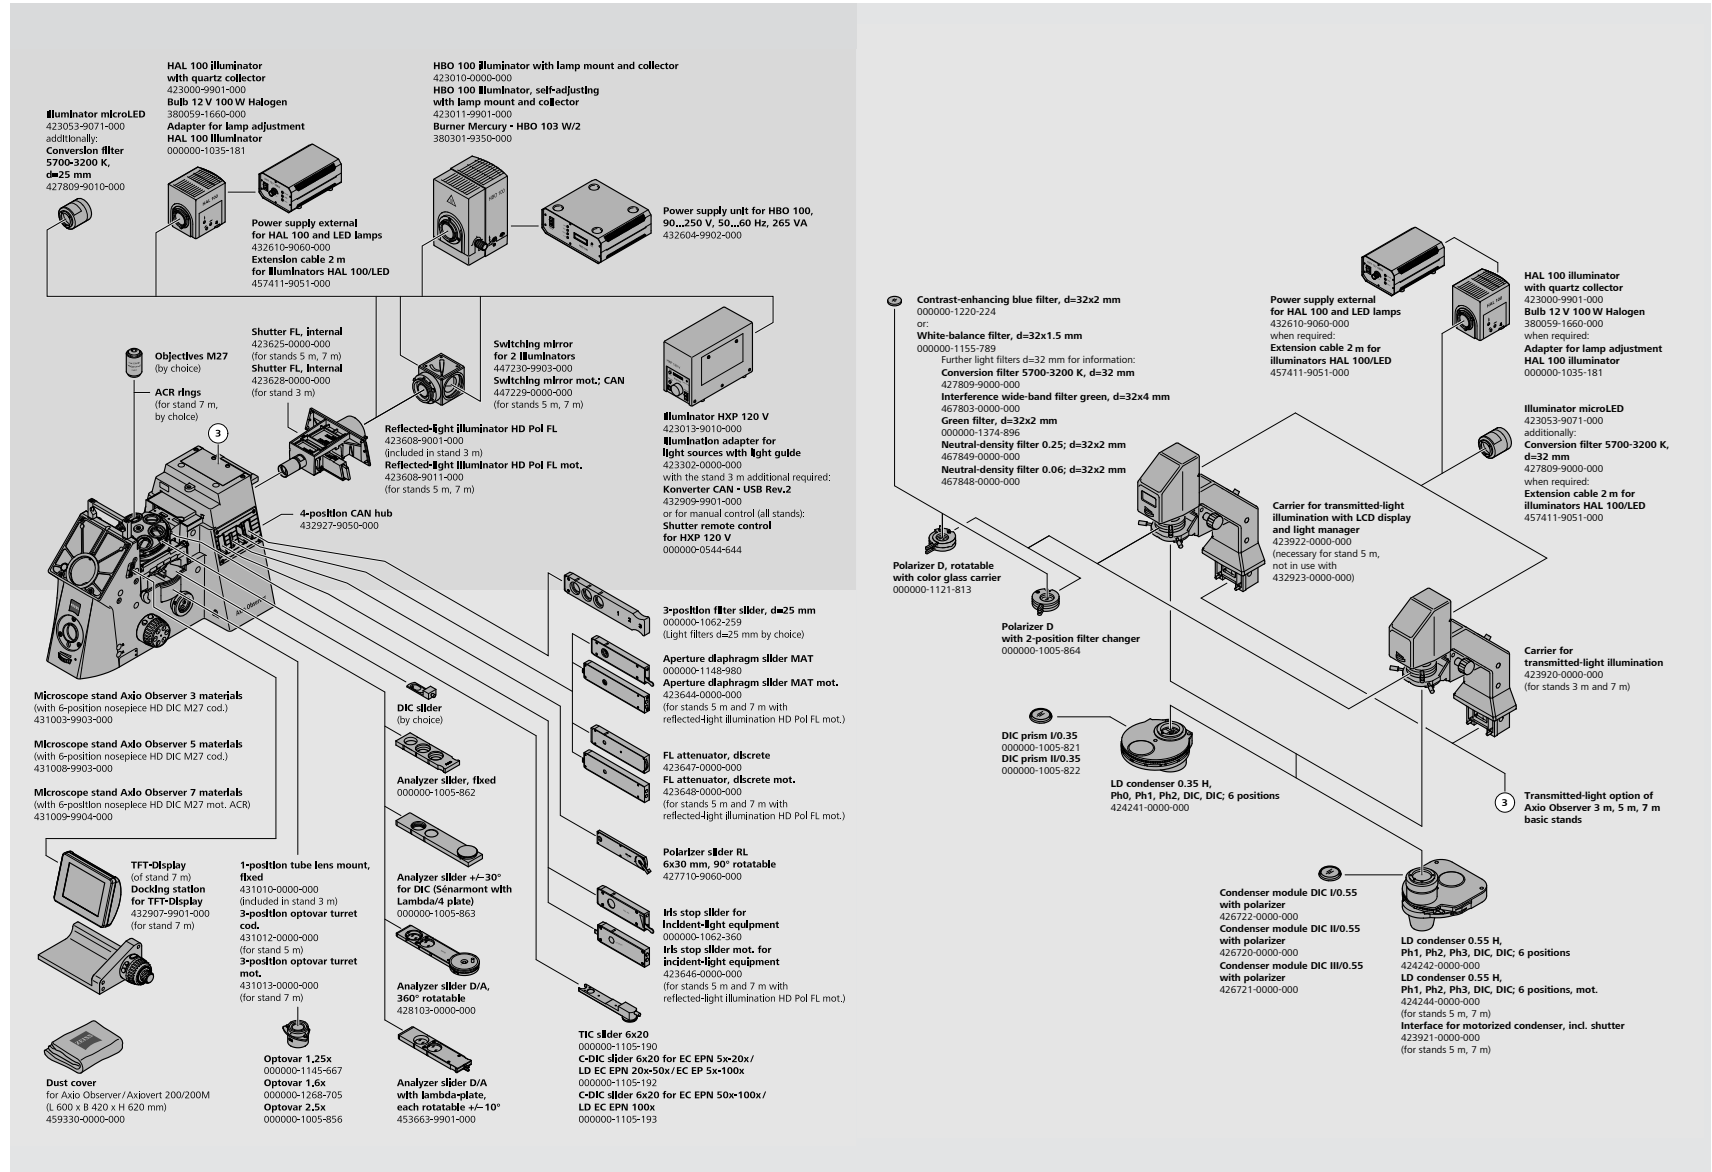 HAL 100 illuminator
with quartz collector
423000-9901-000
Bulb 12 V 100 W Halogen
380059-1660-000
Adapter for lamp adjustment
HAL 100 Illuminator
000000-1035-181
HBO 100 illuminator with lamp mount and collector
423010-0000-000
HBO 100 Illuminator, self-adjusting
with lamp mount and collector
423011-9901-000
Burner Mercury - HBO 103 W/2
380301-9350-000
Illuminator microLED
423053-9071-000
additionally:
Conversion filter
5700-3200 K,
d=25 mm
427809-9010-000
HAL 100
HBO 100
Power supply external
for HAL 100 and LED lamps
432610-9060-000
Extension cable 2 m
for Illuminators HAL 100/LED
457411-9051-000
Power supply unit for HBO 100,
90...250 V, 50...60 Hz, 265 VA
432604-9902-000
Objectives M27
(by choice)
ACR rings
(for stand 7 m,
by choice)
3
Shutter FL, internal
423625-0000-000
(for stands 5 m, 7 m)
Shutter FL, Internal
423628-0000-000
(for stand 3 m)
Switching mirror
for 2 illuminators
447230-9903-000
Switching mirror mot.; CAN
447229-0000-000
(for stands 5 m, 7 m)
Reflected-light illuminator HD Pol FL
423608-9001-000
(included in stand 3 m)
Reflected-light Illuminator HD Pol FL mot.
423608-9011-000
(for stands 5 m, 7 m)
Illuminator HXP 120 V
423013-9010-000
Illumination adapter for
light sources with light guide
423302-0000-000
with the stand 3 m additional required:
Konverter CAN - USB Rev.2
432909-9901-000
or for manual control (all stands):
Shutter remote control
for HXP 120 V
000000-0544-644
4-position CAN hub
432927-9050-000
Axio Observer
Microscope stand Axio Observer 3 materials
(with 6-position nosepiece HD DIC M27 cod.)
431003-9903-000
Microscope stand Axio Observer 5 materials
(with 6-position nosepiece HD DIC M27 cod.)
431008-9903-000
Microscope stand Axio Observer 7 materials
(with 6-position nosepiece HD DIC M27 mot. ACR)
431009-9904-000
TFT-Display
(of stand 7 m)
Docking station
for TFT-Display
432907-9901-000
(for stand 7 m)
Dust cover
for Axio Observer/Axiovert 200/200M
(L 600 x B 420 x H 620 mm)
459330-0000-000
1-position tube lens mount,
fixed
431010-0000-000
(included in stand 3 m)
3-position optovar turret
cod.
431012-0000-000
(for stand 5 m)
3-position optovar turret
mot.
431013-0000-000
(for stand 7 m)
Optovar 1.25x
000000-1145-667
Optovar 1.6x
000000-1268-705
Optovar 2.5x
000000-1005-856
DIC slider
(by choice)
Analyzer slider, fixed
000000-1005-862
Analyzer slider +/-30°
for DIC (Sénarmont with
Lambda/4 plate)
000000-1005-863
Analyzer slider D/A,
360° rotatable
428103-0000-000
Analyzer slider D/A
with lambda-plate,
each rotatable +/-10°
453663-9901-000
3-position filter slider, d=25 mm
000000-1062-259
(Light filters d=25 mm by choice)
Aperture diaphragm slider MAT
000000-1148-980
Aperture diaphragm slider MAT mot.
423644-0000-000
(for stands 5 m and 7 m with
reflected-light illumination HD Pol FL mot.)
FL attenuator, discrete
423647-0000-000
FL attenuator, discrete mot.
423648-0000-000
(for stands 5 m and 7 m with
reflected-light illumination HD Pol FL mot.)
Polarizer slider RL
6x30 mm, 90° rotatable
427710-9060-000
Iris stop slider for
incident-light equipment
000000-1062-360
Iris stop slider mot. for
incident-light equipment
423646-0000-000
(for stands 5 m and 7 m with
reflected-light illumination HD Pol FL mot.)
TIC slider 6x20
000000-1105-190
C-DIC slider 6x20 for EC EPN 5x-20x/
LD EC EPN 20x-50x/EC EP 5x-100x
000000-1105-192
C-DIC slider 6x20 for EC EPN 50x-100x/
LD EC EPN 100x
000000-1105-193
Contrast-enhancing blue filter, d=32x2 mm
000000-1220-224
or:
White-balance filter, d=32x1.5 mm
000000-1155-789
Further light filters d=32 mm for information:
Conversion filter 5700-3200 K, d=32 mm
427809-9000-000
Interference wide-band filter green, d=32x4 mm
467803-0000-000
Green filter, d=32x2 mm
000000-1374-896
Neutral-density filter 0.25; d=32x2 mm
467849-0000-000
Neutral-density filter 0.06; d=32x2 mm
467848-0000-000
Polarizer D, rotatable
with color glass carrier
000000-1121-813
Polarizer D
with 2-position filter changer
000000-1005-864
Power supply external
for HAL 100 and LED lamps
432610-9060-000
when required:
Extension cable 2 m for
illuminators HAL 100/LED
457411-9051-000
HAL 100
HAL 100 illuminator
with quartz collector
423000-9901-000
Bulb 12 V 100 W Halogen
380059-1660-000
when required:
Adapter for lamp adjustment
HAL 100 illuminator
000000-1035-181
Illuminator microLED
423053-9071-000
additionally:
Conversion filter 5700-3200 K,
d=32 mm
427809-9000-000
when required:
Extension cable 2 m for
illuminators HAL 100/LED
457411-9051-000
Carrier for transmitted-light
illumination with LCD display
and light manager
423922-0000-000
(necessary for stand 5 m,
not in use with
432923-0000-000)
Carrier for
transmitted-light illumination
423920-0000-000
(for stands 3 m and 7 m)
DIC prism I/0.35
000000-1005-821
DIC prism II/0.35
000000-1005-822
LD condenser 0.35 H,
Ph0, Ph1, Ph2, DIC, DIC; 6 positions
424241-0000-000
3
Transmitted-light option of
Axio Observer 3 m, 5 m, 7 m
basic stands
Condenser module DIC I/0.55
with polarizer
426722-0000-000
Condenser module DIC II/0.55
with polarizer
426720-0000-000
Condenser module DIC III/0.55
with polarizer
426721-0000-000
LD condenser 0.55 H,
Ph1, Ph2, Ph3, DIC, DIC; 6 positions
424242-0000-000
LD condenser 0.55 H,
Ph1, Ph2, Ph3, DIC, DIC; 6 positions, mot.
424244-0000-000
(for stands 5 m, 7 m)
Interface for motorized condenser, incl. shutter
423921-0000-000
(for stands 5 m, 7 m)